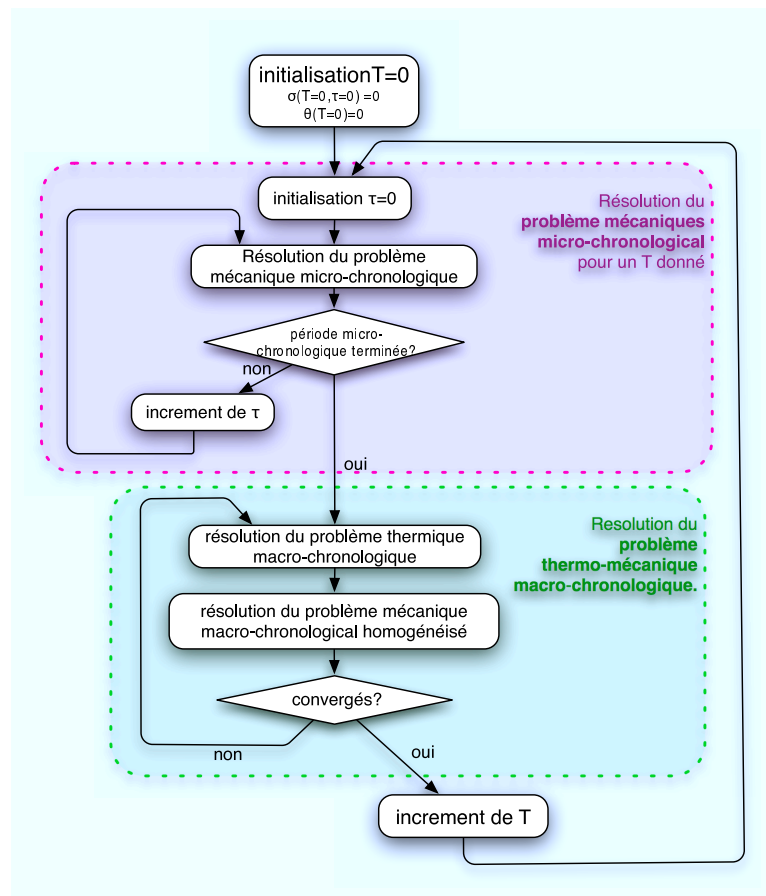 initialisationT=0
σ(T=0,τ=0) =0
θ(T=0)=0
initialisation τ=0
Résolution du
problème mécaniques
micro-chronological
pour un T donné
Résolution du problème
mécanique micro-chronologique
période micro-
chronologique terminée?
non
increment de τ
oui
résolution du problème thermique
macro-chronologique
Resolution du
problème
thermo-mécanique
macro-chronologique.
résolution du problème mécanique
macro-chronological homogénéisé
convergés?
non
oui
increment de T